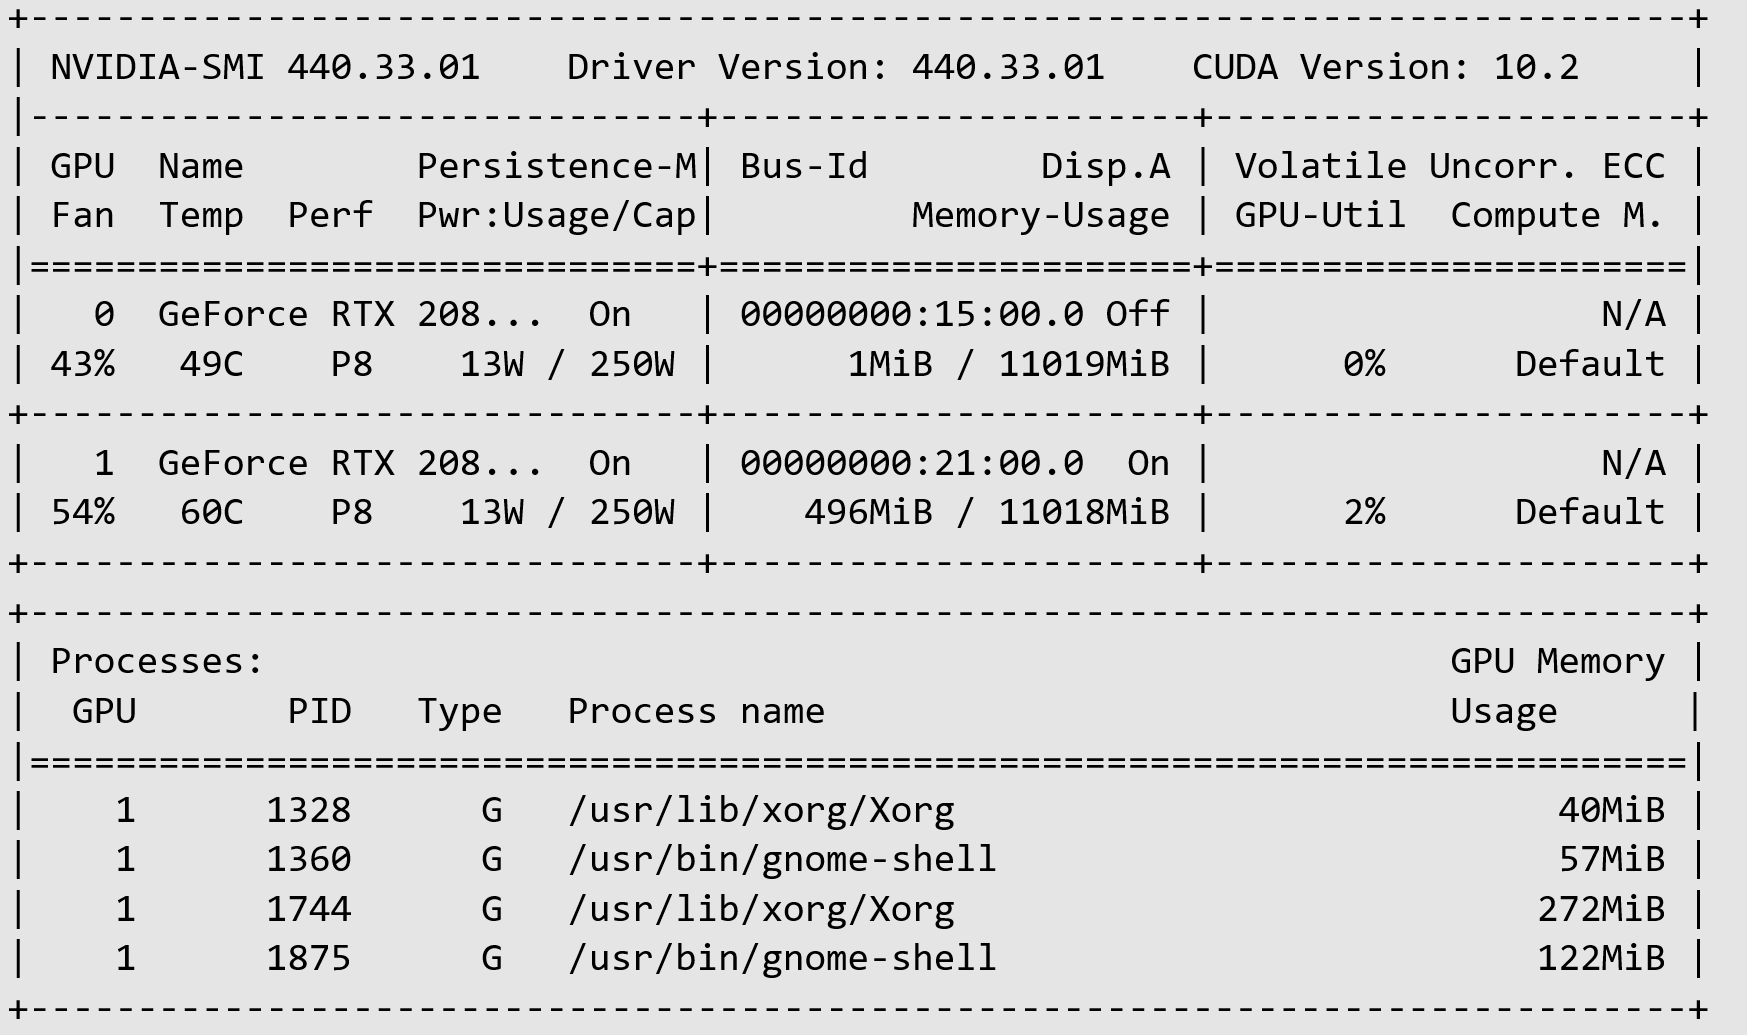 +-----------------------------------------------------------------------------+
| NVIDIA-SMI 440.33.01    Driver Version: 440.33.01    CUDA Version: 10.2     |
|-------------------------------+----------------------+----------------------+
| GPU  Name        Persistence-M| Bus-Id        Disp.A | Volatile Uncorr. ECC |
| Fan  Temp  Perf  Pwr:Usage/Cap|         Memory-Usage | GPU-Util  Compute M. |
|===============================+======================+======================|
|   0  GeForce RTX 208...  On   | 00000000:15:00.0 Off |                  N/A |
| 43%   49C    P8    13W / 250W |      1MiB / 11019MiB |      0%      Default |
+-------------------------------+----------------------+----------------------+
|   1  GeForce RTX 208...  On   | 00000000:21:00.0  On |                  N/A |
| 54%   60C    P8    13W / 250W |    496MiB / 11018MiB |      2%      Default |
+-------------------------------+----------------------+----------------------+
+-----------------------------------------------------------------------------+
| Processes:                                                       GPU Memory |
|  GPU       PID   Type   Process name                             Usage      |
|=============================================================================|
|    1      1328      G   /usr/lib/xorg/Xorg                            40MiB |
|    1      1360      G   /usr/bin/gnome-shell                          57MiB |
|    1      1744      G   /usr/lib/xorg/Xorg                           272MiB |
|    1      1875      G   /usr/bin/gnome-shell                         122MiB |
+-----------------------------------------------------------------------------+